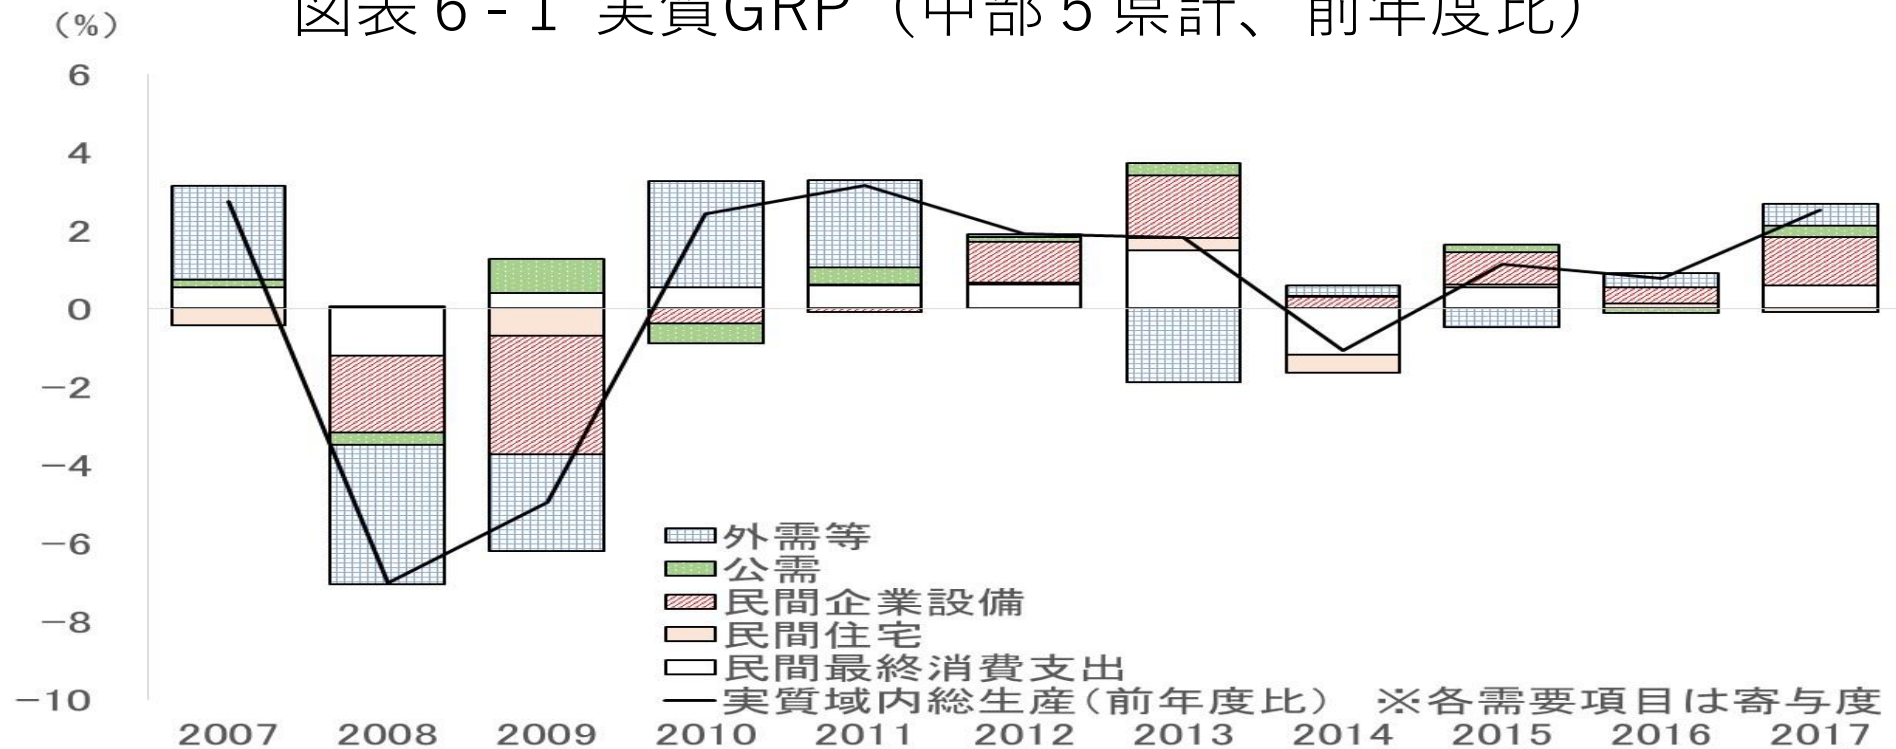 図表６-１ 実質GRP（中部５県計、前年度比）
（%）
6
4
2
0
−2
−4
−6
−8
−10
外需等
公需
民間企業設備
民間住宅
民間最終消費支出
実質域内総生産（前年度比） ※各需要項目は寄与度
2007 2008 2009 2010 2011 2012 2013 2014 2015 2016 2017